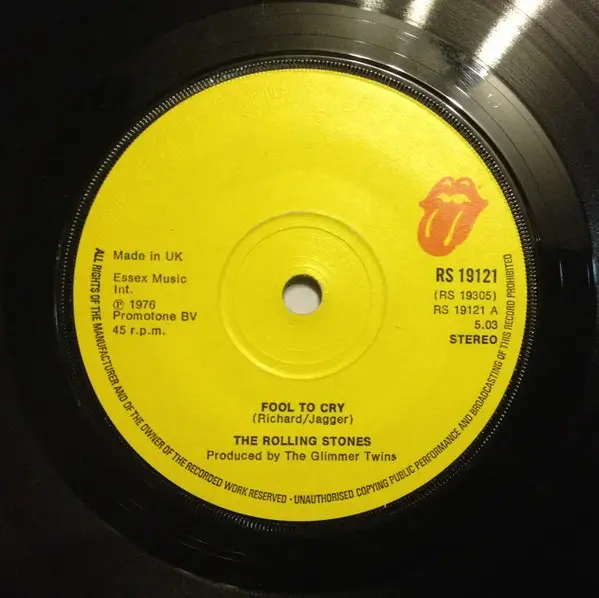 Made in UK
Essex Music
Int.
℗ 1976
Promotone BV
45 r.p.m.
RS 19121
(RS 19305)
RS 19121 A
5.03
STEREO
FOOL TO CRY
(Richard/Jagger)
THE ROLLING STONES
Produced by The Glimmer Twins
ALL RIGHTS OF THE MANUFACTURER AND OF THE OWNER OF THE RECORDED WORK RESERVED - UNAUTHORISED COPYING PUBLIC PERFORMANCE AND BROADCASTING OF THIS RECORD PROHIBITED